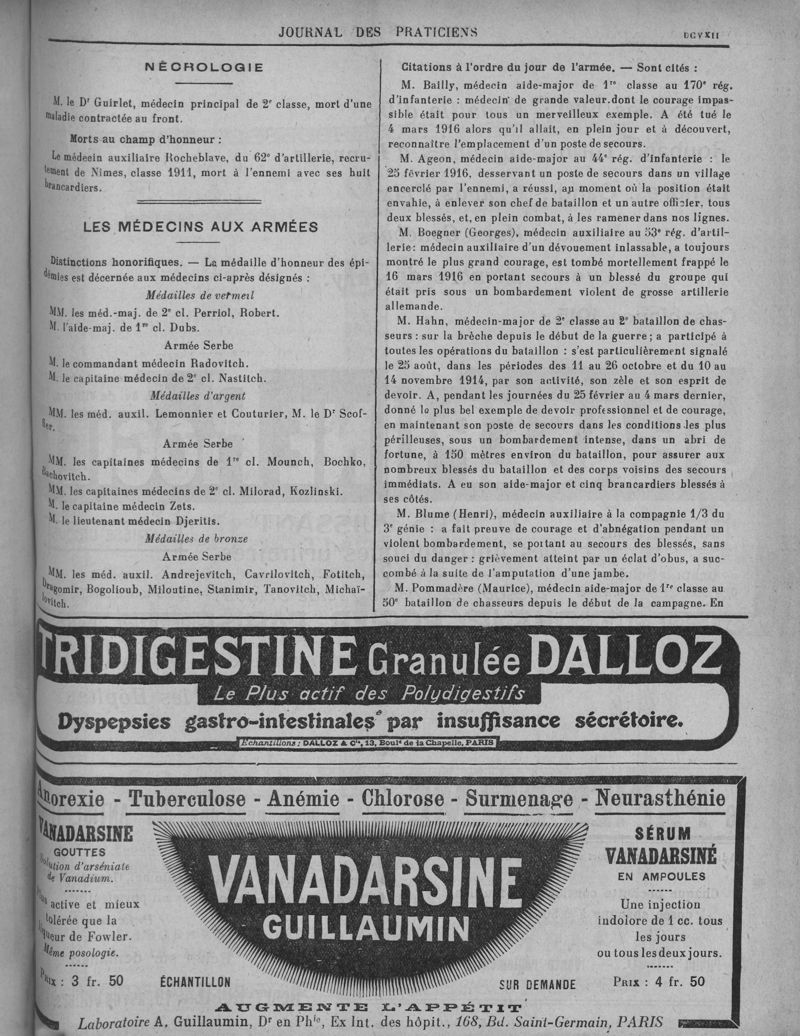 JOURNAL DES PRATICIENS
DCVXII
NÉCROLOGIE
M. le Dr Guirlet, médecin principal de 2e classe, mort d'une
maladie contractée au front.
Morts au champ d'honneur :
Le médecin auxiliaire Rocheblave, du 62e d'artillerie, recru-
tement de Nîmes, classe 1911, mort à l'ennemi avec ses huit
brancardiers.
LES MÉDECINS AUX ARMÉES
Distinctions honorifiques. — La médaille d'honneur des épi-
démies est décernée aux médecins ci-après désignés :
Médailles de vermeil
MM. les méd.-maj. de 2e cl. Perriol, Robert.
M. l'aide-maj. de 1re cl. Dubs.
Armée Serbe
M. le commandant médecin Radovitch.
M. le capitaine médecin de 2e cl. Nastitch.
Médailles d'argent
MM. les méd. auxil. Lemonnier et Couturier, M. le Dr Scof-
fier.
Armée Serbe
MM. les capitaines médecins de 1re cl. Mounch, Bochko,
Bochovitch.
MM. les capitaines médecins de 2e cl. Milorad, Kozlinski.
M. le capitaine médecin Zets.
M. le lieutenant médecin Djeritis.
Médailles de bronze
Armée Serbe
MM. les méd. auxil. Andrejevitch, Cavrilovitch, Fotitch,
Dragomir, Bogolioub, Miloutine, Stanimir, Tanovitch, Michaï-
lovitch.
Citations à l'ordre du jour de l'armée. — Sont cités :
M. Bailly, médecin aide-major de 1re classe au 170e rég.
d'infanterie : médecin de grande valeur.dont le courage impas-
sible était pour tous un merveilleux exemple. A été tué le
4 mars 1916 alors qu'il allait, en plein jour et à découvert,
reconnaître l'emplacement d'un poste de secours.
M. Ageon, médecin aide-major au 44e rég. d'infanterie : le
25 février 1916, desservant un poste de secours dans un village
encerclé par l'ennemi, a réussi, au moment où la position était
envahie, à enlever son chef de bataillon et un autre officier, tous
deux blessés, et, en plein combat, à les ramener dans nos lignes.
M. Boegner (Georges), médecin auxiliaire au 53e rég. d'artil-
lerie: médecin auxiliaire d'un dévouement inlassable, a toujours
montré le plus grand courage, est tombé mortellement frappé le
16 mars 1916 en portant secours à un blessé du groupe qui
était pris sous un bombardement violent de grosse artillerie
allemande.
M. Hahn, médecin-major de 2e classe au 2e bataillon de chas-
seurs : sur la brèche depuis le début de la guerre ; a participé à
toutes les opérations du bataillon : s'est particulièrement signalé
le 25 août, dans les périodes des 11 au 26 octobre et du 10 au
14 novembre 1914, par son activité, son zèle et son esprit de
devoir. A, pendant les journées du 25 février au 4 mars dernier,
donné le plus bel exemple de devoir professionnel et de courage,
en maintenant son poste de secours dans les conditions les plus
périlleuses, sous un bombardement intense, dans un abri de
fortune, à 150 mètres environ du bataillon, pour assurer aux
nombreux blessés du bataillon et des corps voisins des secours
immédiats. A eu son aide-major et cinq brancardiers blessés à
ses côtés.
M. Blume (Henri), médecin auxiliaire à la compagnie 1/3 du
3e génie : a fait preuve de courage et d'abnégation pendant un
violent bombardement, se portant au secours des blessés, sans
souci du danger : grièvement atteint par un éclat d'obus, a suc-
combé à la suite de l'amputation d'une jambe.
M. Pommadère (Maurice), médecin aide-major de 1re classe au
50e bataillon de chasseurs depuis le début de la campagne. En
TRIDIGESTINE Granulée DALLOZ
Le Plus actif des Polydigestifs
Dyspepsies gastro-intestinales par insuffisance sécrétoire.
Echantillons : DALLOZ & Cie, 13, Bould de la Chapelle, PARIS
Anorexie - Tuberculose - Anémie - Chlorose - Surmenage - Neurasthénie
VANADARSINE
GOUTTES
Solution d'arséniate
de Vanadium.
Plus active et mieux
tolérée que la
liqueur de Fowler.
Même posologie.
PRIX : 3 fr. 50
VANADARSINE
GUILLAUMIN
ÉCHANTILLON
SUR DEMANDE
SÉRUM
VANADARSINÉ
EN AMPOULES
Une injection
indolore de 1 cc. tous
les jours
ou tous les deux jours.
PRIX : 4 fr. 50
AUGMENTE L'APPÉTIT
Laboratoire A. Guillaumin, Dr en Phie, Ex Int. des hôpit., 168, Bd. Saint-Germain, PARIS